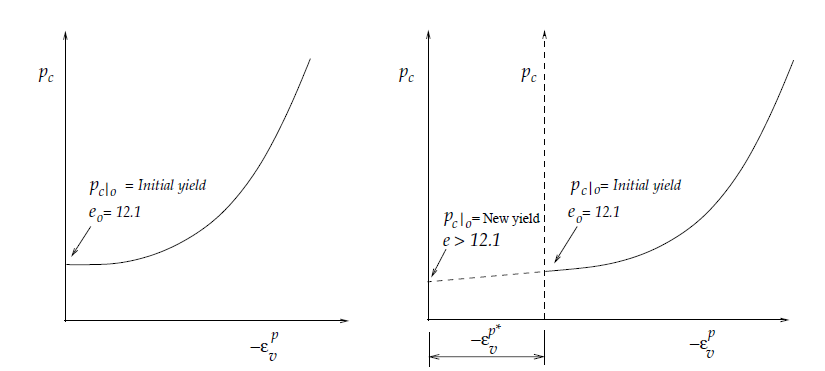 p_c
p_c|_o = Initial yield
e_o = 12.1
−ε_v^p
p_c
p_c
p_c|_o = New yield
e > 12.1
p_c|_o = Initial yield
e_o = 12.1
−ε_v^{p*}
−ε_v^p